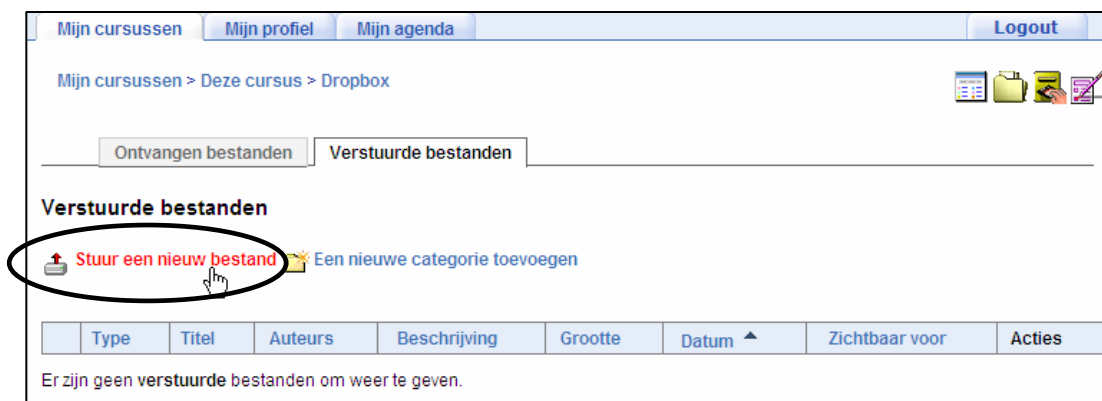 Mijn cursussen Mijn profiel Mijn agenda Logout
Mijn cursussen > Deze cursus > Dropbox
Ontvangen bestanden Verstuurde bestanden
Verstuurde bestanden
Stuur een nieuw bestand Een nieuwe categorie toevoegen
Type Titel Auteurs Beschrijving Grootte Datum Zichtbaar voor Acties
Er zijn geen verstuurde bestanden om weer te geven.